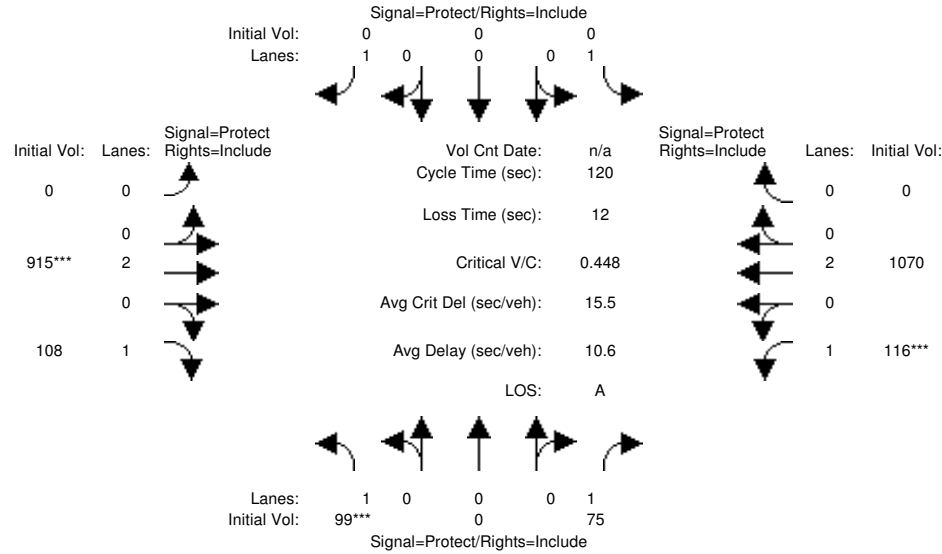 Signal=Protect/Rights=Include
Initial Vol: 0 0 0
Lanes: 1 0 0 0 1
Signal=Protect Signal=Protect
Initial Vol: Lanes: Rights=Include Vol Cnt Date: n/a Rights=Include Lanes: Initial Vol:
Cycle Time (sec): 120
0 0 0 0
Loss Time (sec): 12
0 0
915*** 2 Critical V/C: 0.448 2 1070
0 Avg Crit Del (sec/veh): 15.5 0
108 1 Avg Delay (sec/veh): 10.6 1 116***
LOS: A
Lanes: 1 0 0 0 1
Initial Vol: 99*** 0 75
Signal=Protect/Rights=Include